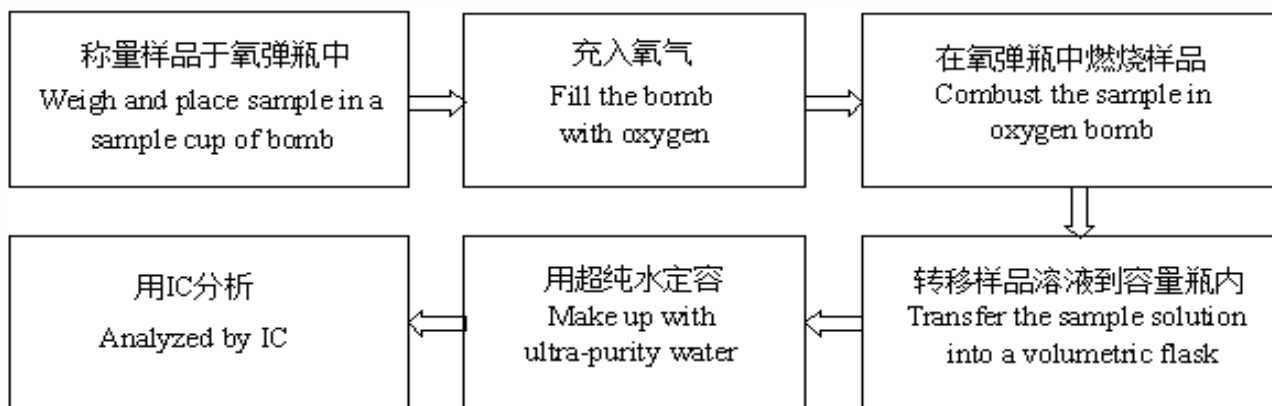 称量样品于氧弹瓶中
Weigh and place sample in a
sample cup of bomb
充入氧气
Fill the bomb
with oxygen
在氧弹瓶中燃烧样品
Combust the sample in
oxygen bomb
转移样品溶液到容量瓶内
Transfer the sample solution
into a volumetric flask
用超纯水定容
Make up with
ultra-purity water
用IC分析
Analyzed by IC